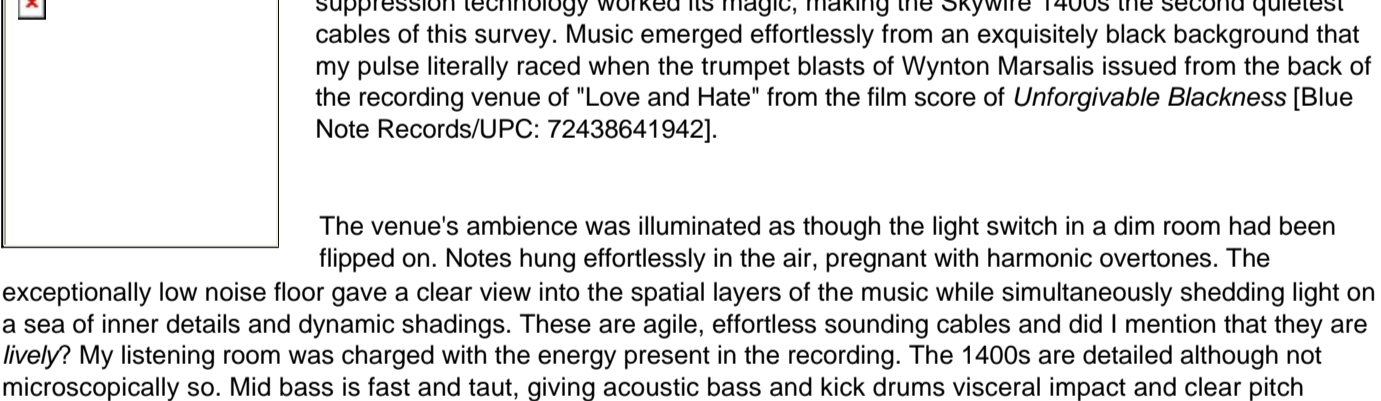 suppression technology worked its magic, making the Skywire 1400s the second quietest
cables of this survey. Music emerged effortlessly from an exquisitely black background that
my pulse literally raced when the trumpet blasts of Wynton Marsalis issued from the back of
the recording venue of "Love and Hate" from the film score of Unforgivable Blackness [Blue
Note Records/UPC: 72438641942].
The venue's ambience was illuminated as though the light switch in a dim room had been
flipped on. Notes hung effortlessly in the air, pregnant with harmonic overtones. The
exceptionally low noise floor gave a clear view into the spatial layers of the music while simultaneously shedding light on
a sea of inner details and dynamic shadings. These are agile, effortless sounding cables and did I mention that they are
lively? My listening room was charged with the energy present in the recording. The 1400s are detailed although not
microscopically so. Mid bass is fast and taut, giving acoustic bass and kick drums visceral impact and clear pitch